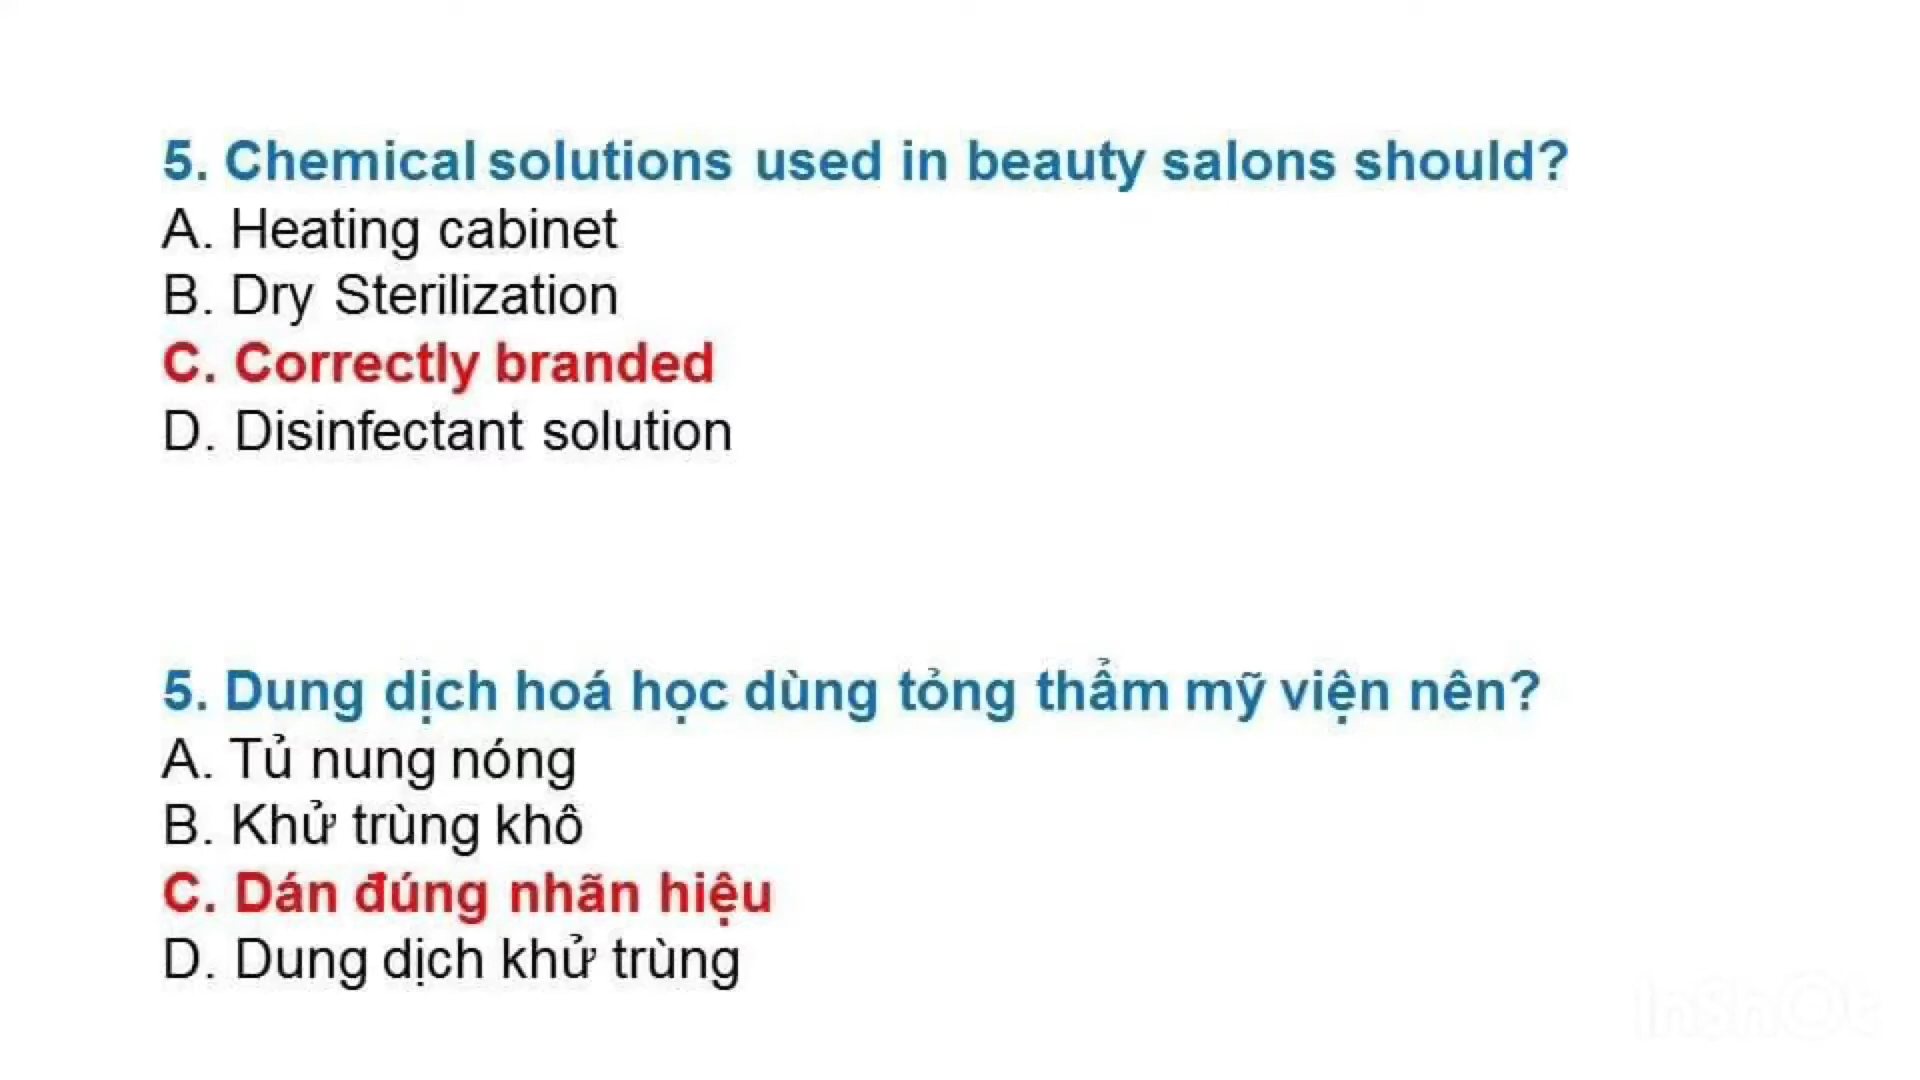 5. Chemical solutions used in beauty salons should?
A. Heating cabinet
B. Dry Sterilization
C. Correctly branded
D. Disinfectant solution
5. Dung dịch hoá học dùng tỏng thẩm mỹ viện nên?
A. Tủ nung nóng
B. Khử trùng khô
C. Dán đúng nhãn hiệu
D. Dung dịch khử trùng
InShOt